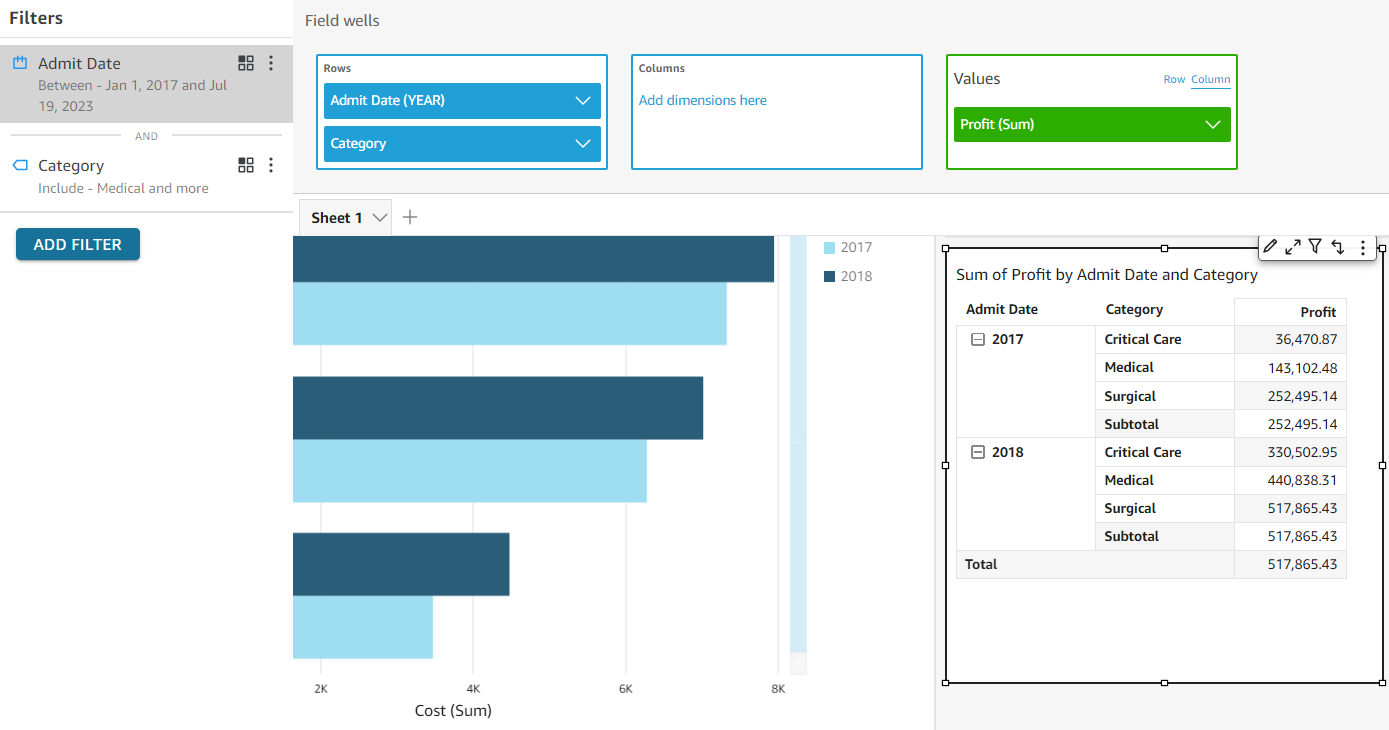 Filters
Admit Date
Between - Jan 1, 2017 and Jul
19, 2023
AND
Category
Include - Medical and more
ADD FILTER
Field wells
Rows
Admit Date (YEAR)
Category
Columns
Add dimensions here
Values Row Column
Profit (Sum)
Sheet 1
2017
2018
2K 4K 6K 8K
Cost (Sum)
Sum of Profit by Admit Date and Category
Admit Date Category Profit
2017 Critical Care 36,470.87
Medical 143,102.48
Surgical 252,495.14
Subtotal 252,495.14
2018 Critical Care 330,502.95
Medical 440,838.31
Surgical 517,865.43
Subtotal 517,865.43
Total 517,865.43